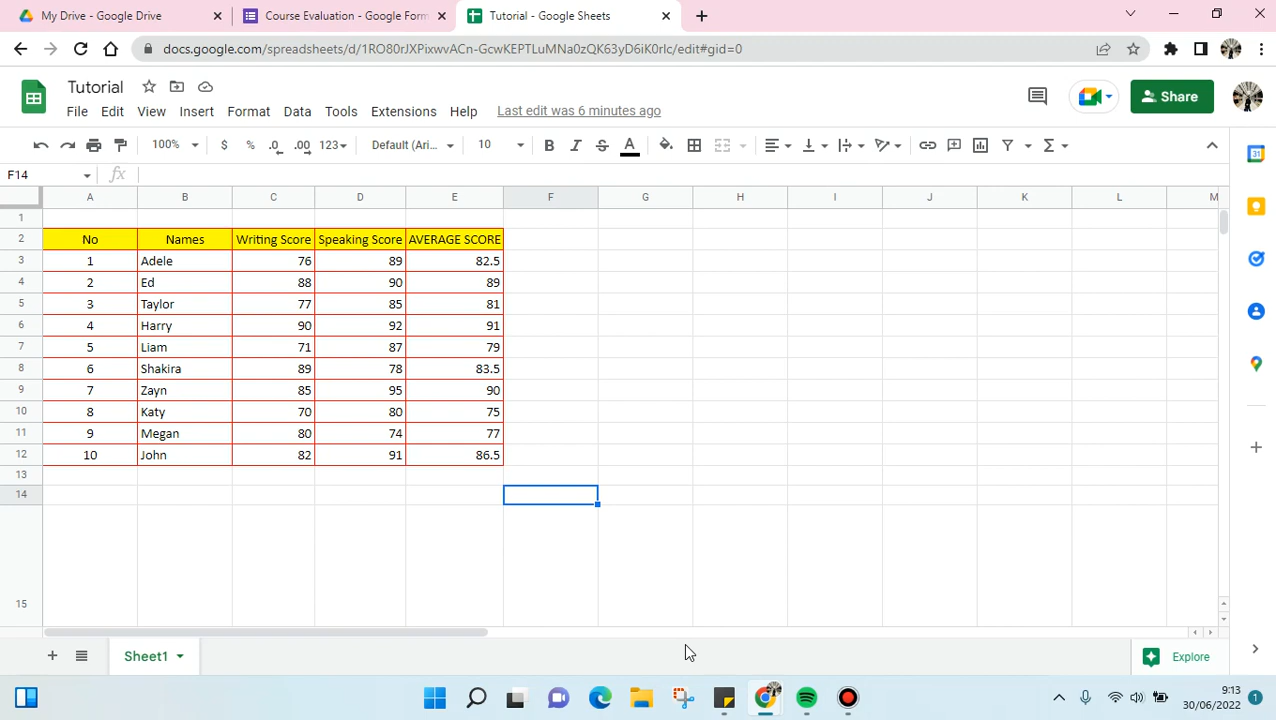 My Drive - Google Drive Course Evaluation - Google Form Tutorial - Google Sheets
docs.google.com/spreadsheets/d/1RO80rJXPixwvACn-GcwKEPTLuMNa0zQK63yD6iK0rlc/edit#gid=0
Tutorial
File Edit View Insert Format Data Tools Extensions Help Last edit was 6 minutes ago
Share
100% $ % .0 .00 123 Default (Ari... 10 B I S A Σ
F14 fx
A B C D E F G H I J K L M
1
2 No Names Writing Score Speaking Score AVERAGE SCORE
3 1 Adele 76 89 82.5
4 2 Ed 88 90 89
5 3 Taylor 77 85 81
6 4 Harry 90 92 91
7 5 Liam 71 87 79
8 6 Shakira 89 78 83.5
9 7 Zayn 85 95 90
10 8 Katy 70 80 75
11 9 Megan 80 74 77
12 10 John 82 91 86.5
13
14
15
Sheet1 Explore
9:13
30/06/2022 1